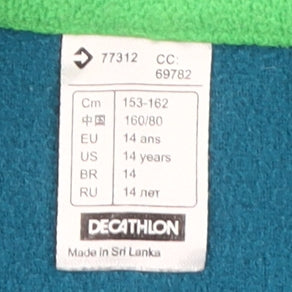 77312 CC:
69782
Cm 153-162
中国 160/80
EU 14 ans
US 14 years
BR 14
RU 14 лет
DECATHLON
Made in Sri Lanka